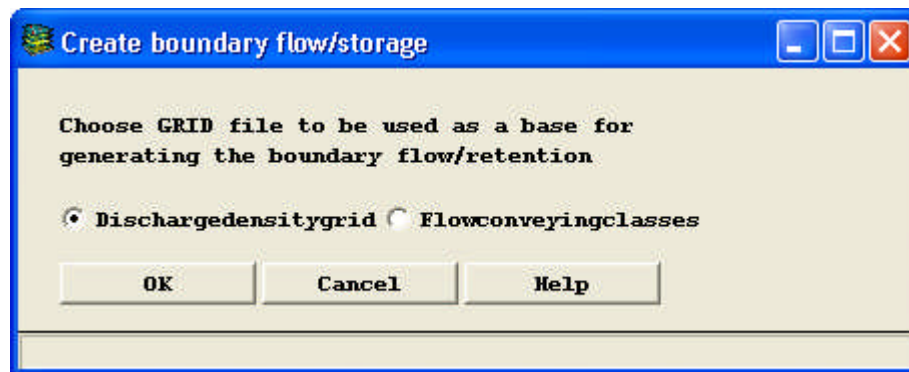 Create boundary flow/storage
Choose GRID file to be used as a base for
generating the boundary flow/retention
Dischargedensitygrid Flowconveyingclasses
OK Cancel Help